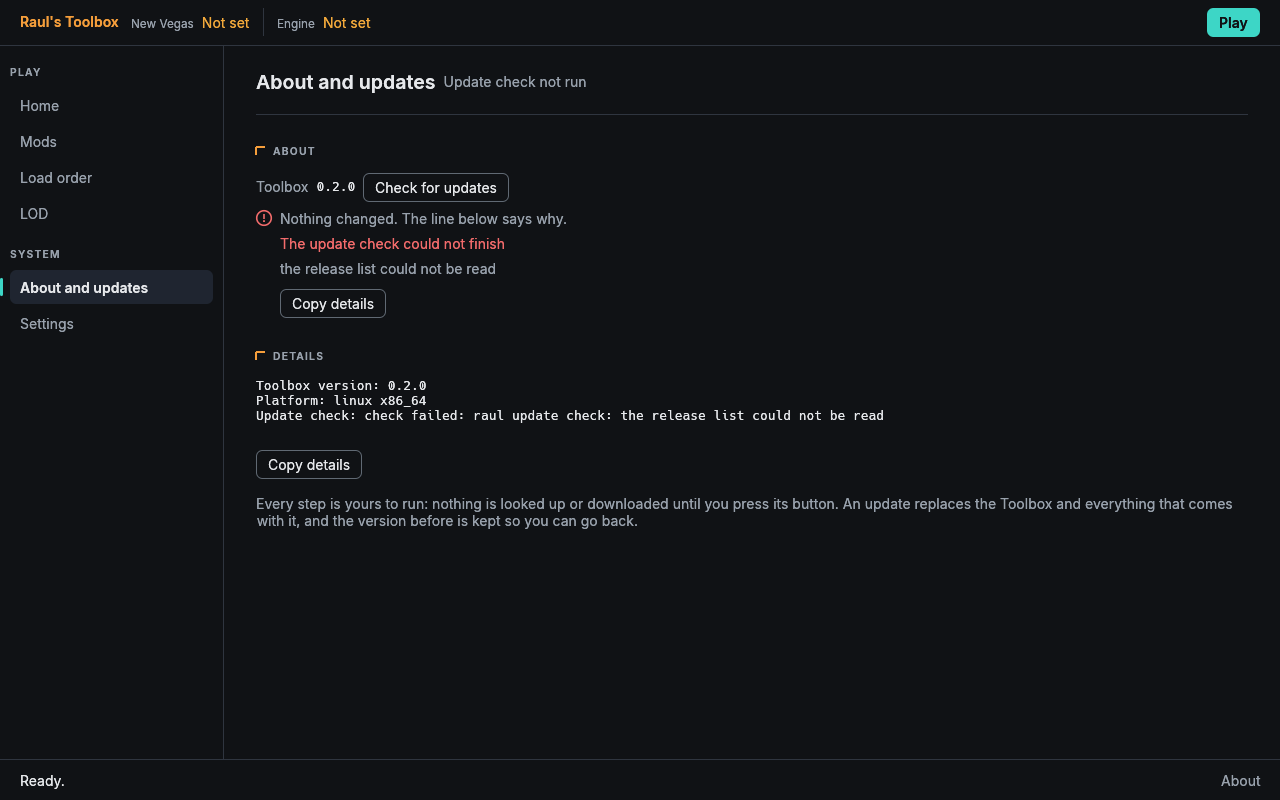 Raul's Toolbox New Vegas Not set Engine Not set Play
PLAY
Home
Mods
Load order
LOD
SYSTEM
About and updates
Settings
About and updates Update check not run
ABOUT
Toolbox 0.2.0 Check for updates
Nothing changed. The line below says why.
The update check could not finish
the release list could not be read
Copy details
DETAILS
Toolbox version: 0.2.0
Platform: linux x86_64
Update check: check failed: raul update check: the release list could not be read
Copy details
Every step is yours to run: nothing is looked up or downloaded until you press its button. An update replaces the Toolbox and everything that comes
with it, and the version before is kept so you can go back.
Ready. About